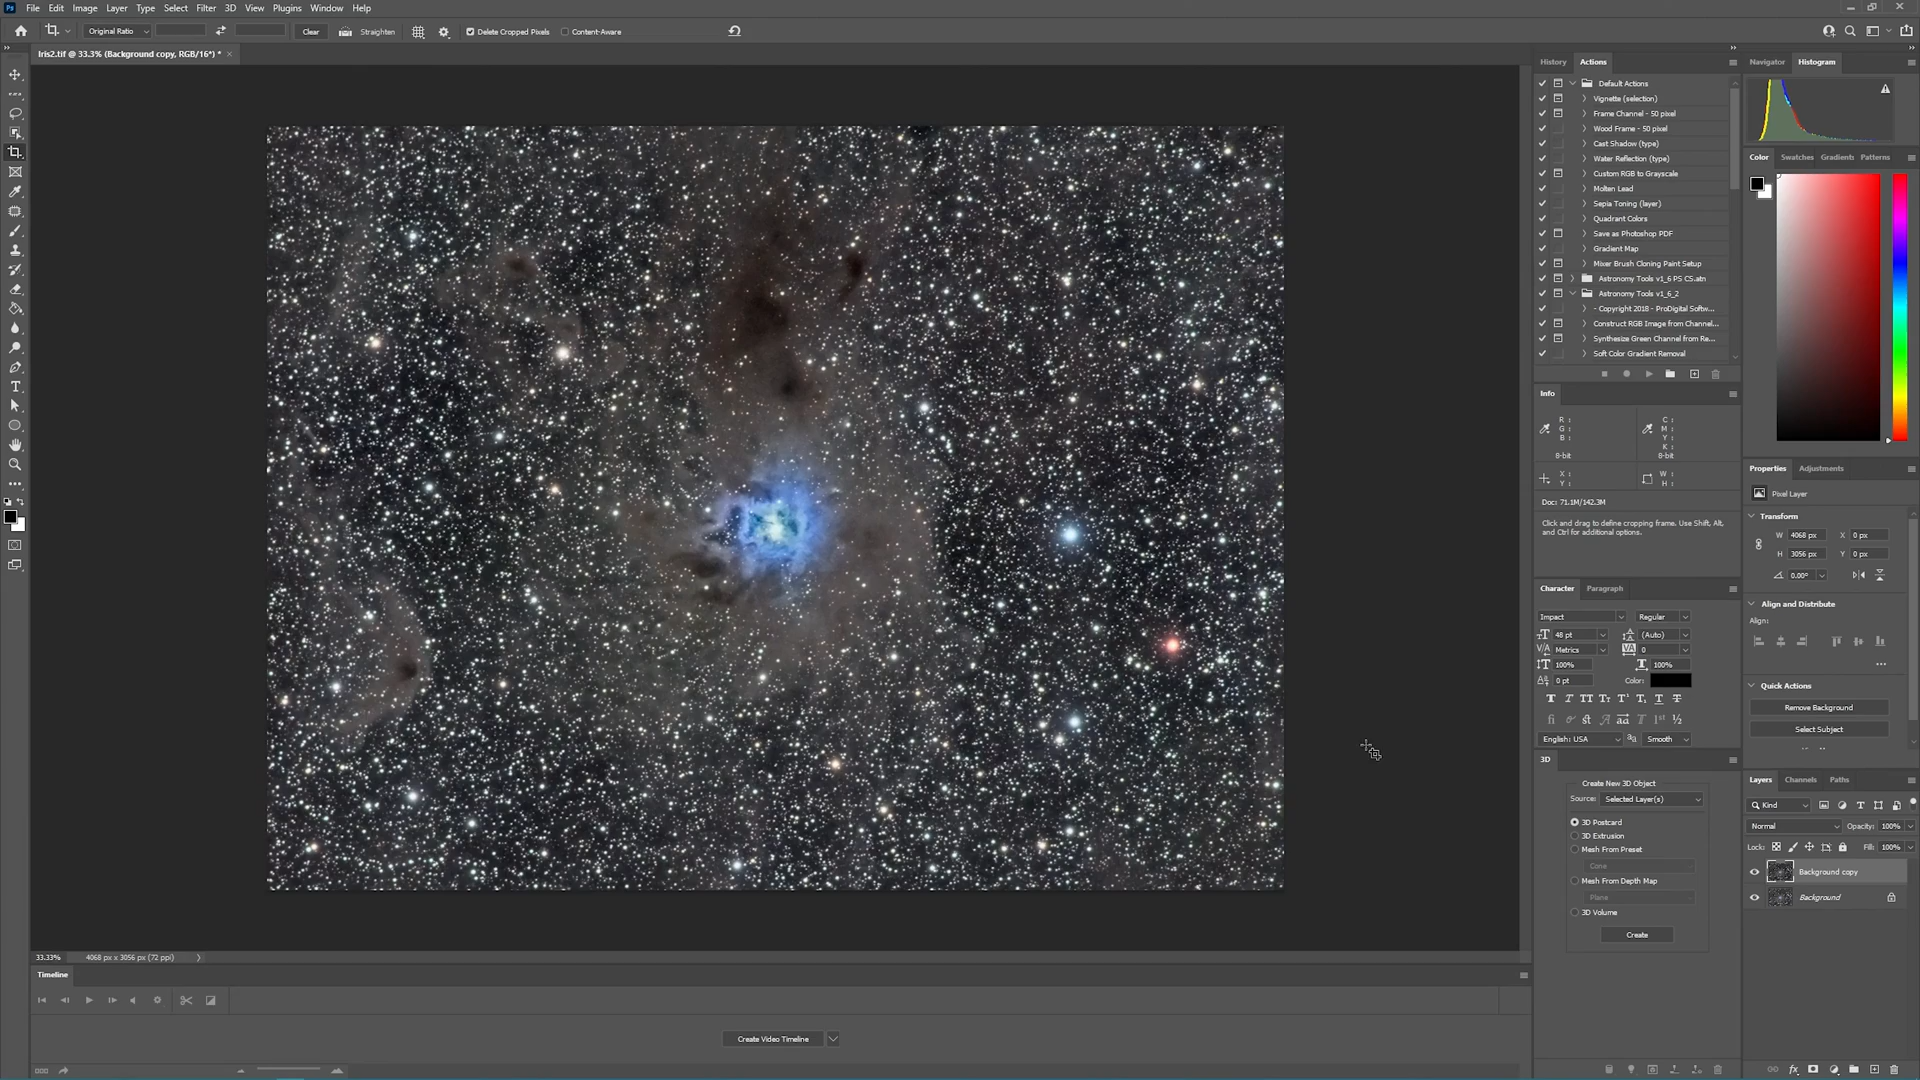 Ps File Edit Image Layer Type Select Filter 3D View Plugins Window Help
Original Ratio Clear Straighten Delete Cropped Pixels Content-Aware
Iris2.tif @ 33.3% (Background copy, RGB/16*) *
History Actions
Default Actions
Vignette (selection)
Frame Channel - 50 pixel
Wood Frame - 50 pixel
Cast Shadow (type)
Water Reflection (type)
Custom RGB to Grayscale
Molten Lead
Sepia Toning (layer)
Quadrant Colors
Save as Photoshop PDF
Gradient Map
Mixer Brush Cloning Paint Setup
Astronomy Tools v1_6 PS CS.atn
Astronomy Tools v1_6_2
- Copyright 2018 - ProDigital Softw...
Construct RGB Image from Channel...
Synthesize Green Channel from Re...
Soft Color Gradient Removal
Info
R :
G :
B :
8-bit
C :
M :
Y :
K :
8-bit
X :
Y :
W :
H :
Doc: 71.1M/142.3M
Click and drag to define cropping frame. Use Shift, Alt,
and Ctrl for additional options.
Character Paragraph
Impact Regular
48 pt (Auto)
Metrics 0
100% 100%
0 pt Color:
English: USA Smooth
3D
Create New 3D Object
Source: Selected Layer(s)
3D Postcard
3D Extrusion
Mesh From Preset
Cone
Mesh From Depth Map
Plane
3D Volume
Create
Navigator Histogram
Color Swatches Gradients Patterns
Properties Adjustments
Pixel Layer
Transform
W 4068 px X 0 px
H 3056 px Y 0 px
0.00°
Align and Distribute
Align:
Quick Actions
Remove Background
Select Subject
Layers Channels Paths
Kind
Normal Opacity: 100%
Lock: Fill: 100%
Background copy
Background
33.33% 4068 px x 3056 px (72 ppi)
Timeline
Create Video Timeline